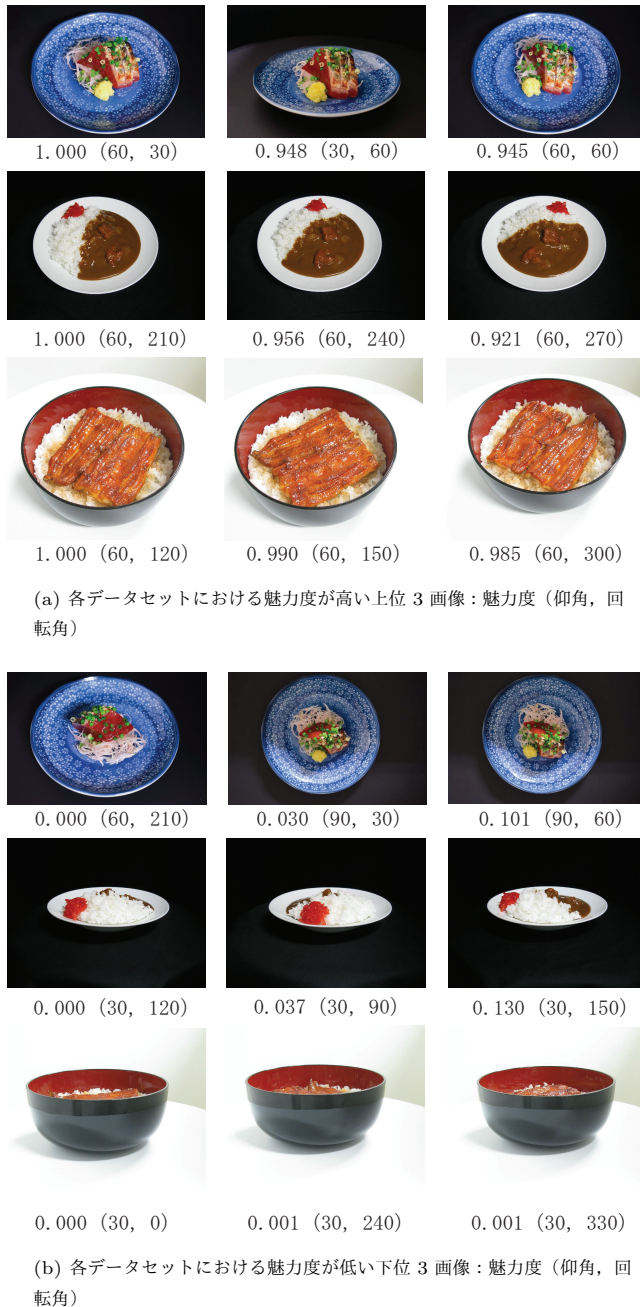 1.000 (60, 30)
0.948 (30, 60)
0.945 (60, 60)
1.000 (60, 210)
0.956 (60, 240)
0.921 (60, 270)
1.000 (60, 120)
0.990 (60, 150)
0.985 (60, 300)
(a) 各データセットにおける魅力度が高い上位 3 画像：魅力度（仰角，回
転角）
0.000 (60, 210)
0.030 (90, 30)
0.101 (90, 60)
0.000 (30, 120)
0.037 (30, 90)
0.130 (30, 150)
0.000 (30, 0)
0.001 (30, 240)
0.001 (30, 330)
(b) 各データセットにおける魅力度が低い下位 3 画像：魅力度（仰角，回
転角）